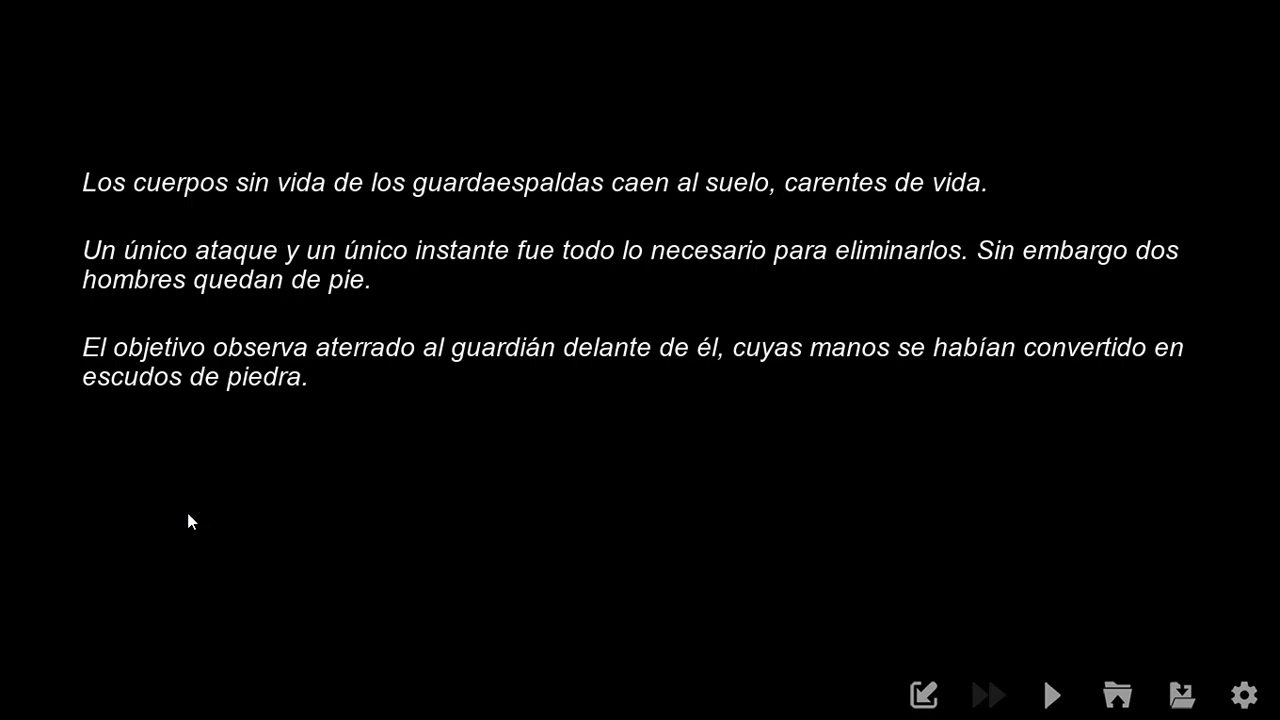 Los cuerpos sin vida de los guardaespaldas caen al suelo, carentes de vida.
Un único ataque y un único instante fue todo lo necesario para eliminarlos. Sin embargo dos
hombres quedan de pie.
El objetivo observa aterrado al guardián delante de él, cuyas manos se habían convertido en
escudos de piedra.